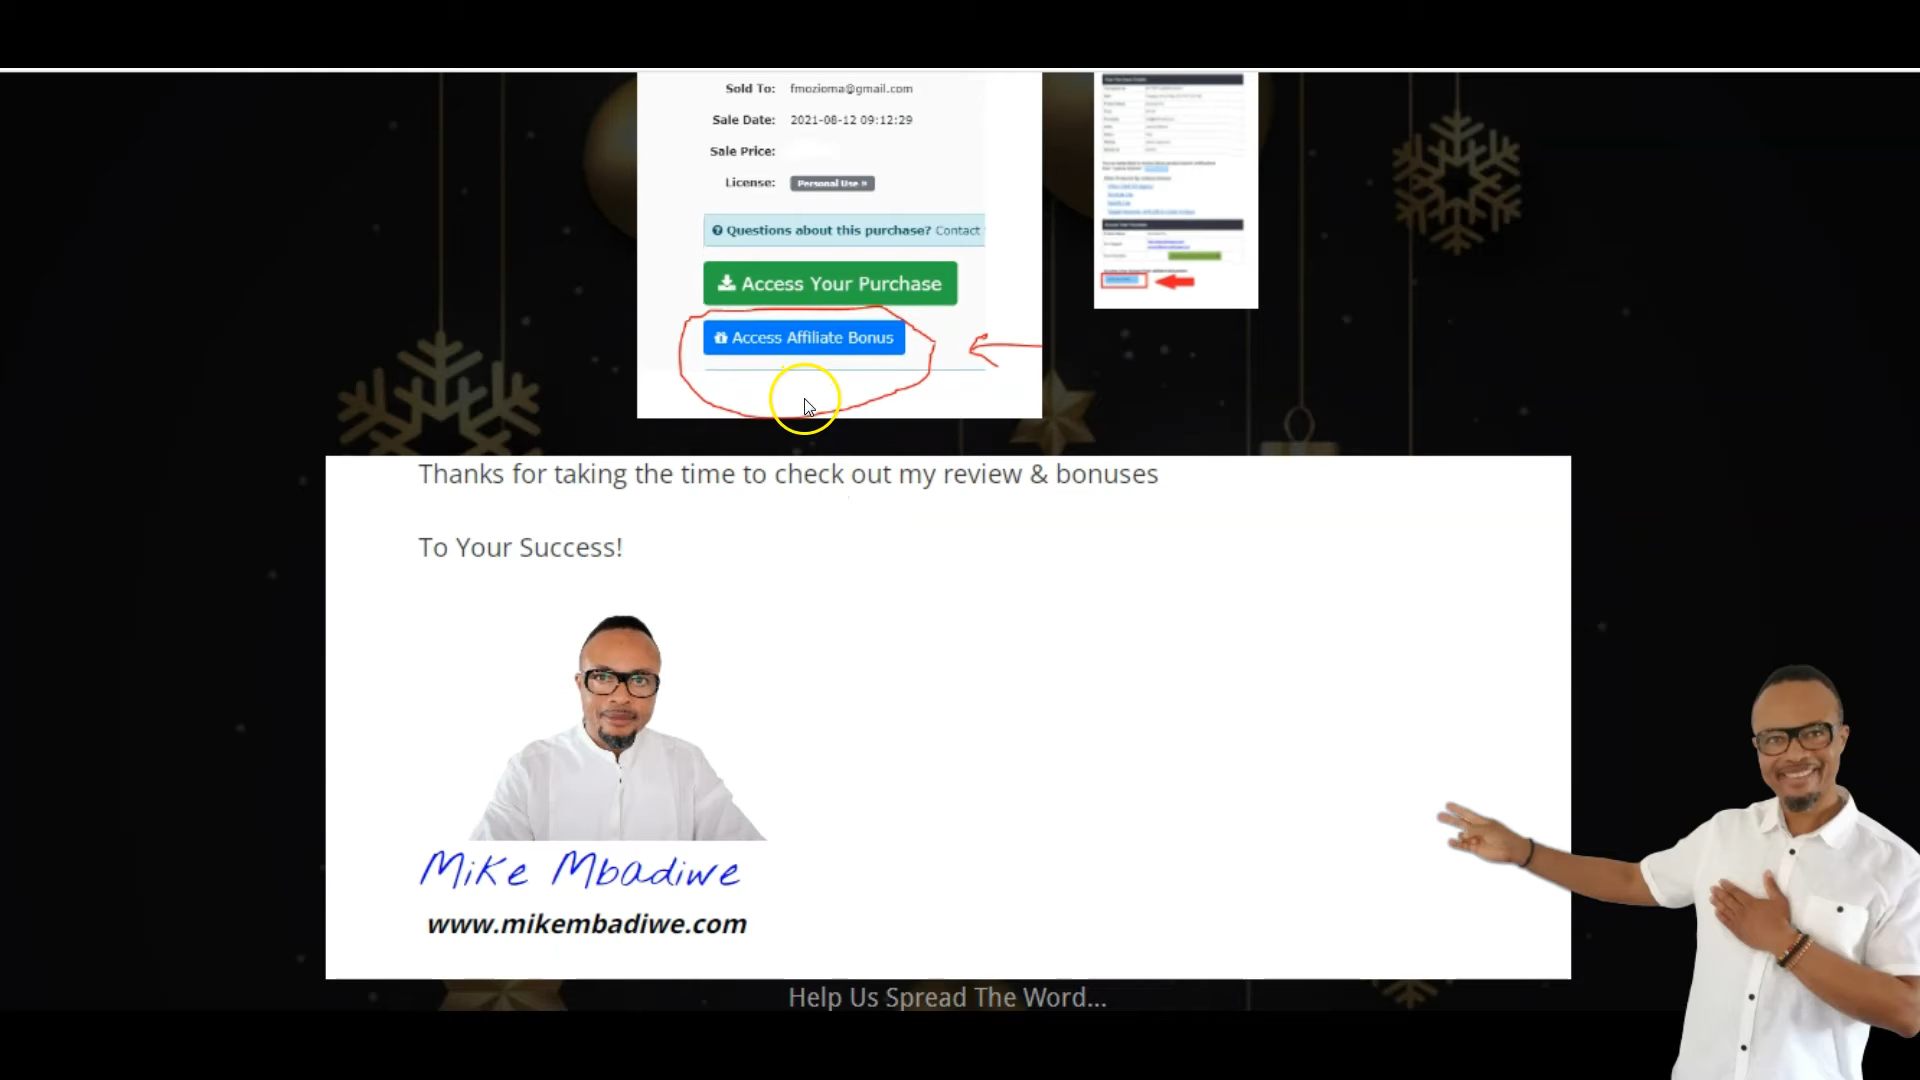 Sold To: fmozioma@gmail.com
Sale Date: 2021-08-12 09:12:29
Sale Price:
License: Personal Use »
Questions about this purchase? Contact
Access Your Purchase
Access Affiliate Bonus
Thanks for taking the time to check out my review & bonuses
To Your Success!
Mike Mbadiwe
www.mikembadiwe.com
Help Us Spread The Word...